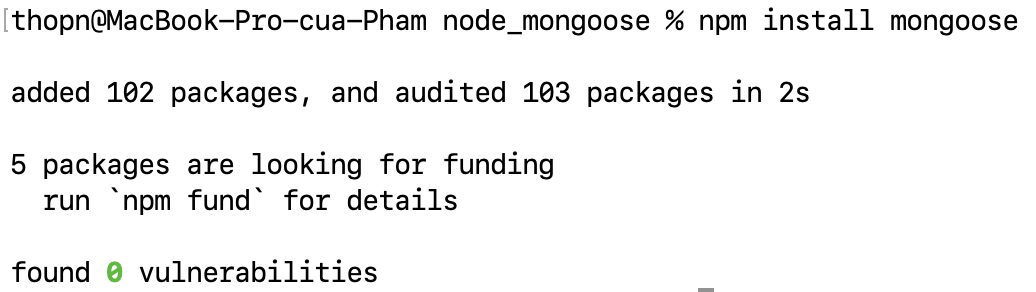 [thopn@MacBook-Pro-cua-Pham node_mongoose % npm install mongoose
added 102 packages, and audited 103 packages in 2s
5 packages are looking for funding
run `npm fund` for details
found 0 vulnerabilities